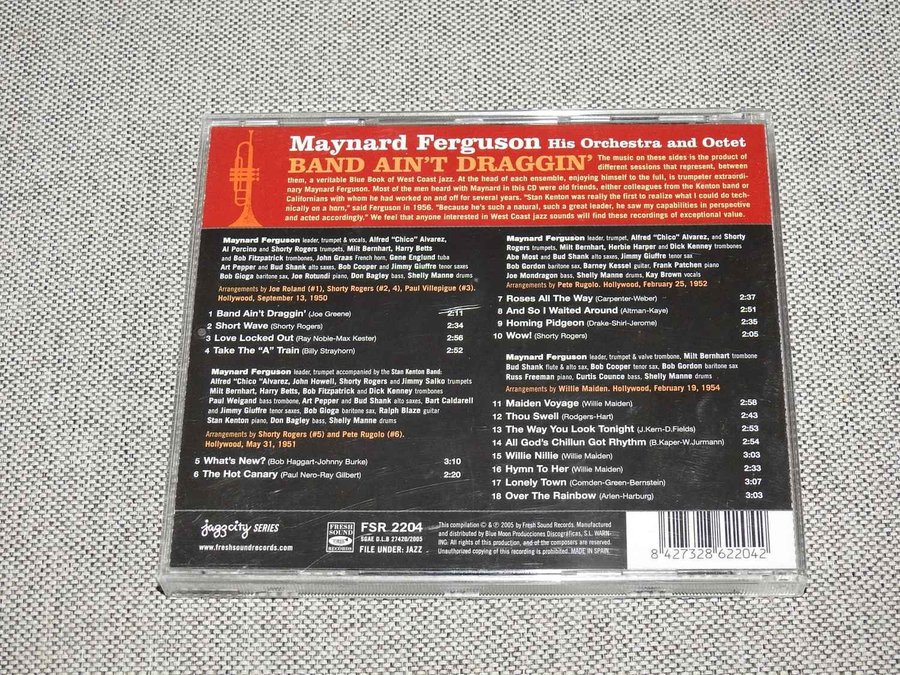 Maynard Ferguson His Orchestra and Octet
BAND AIN'T DRAGGIN' The music on these sides is the product of
different sessions that represent, between
them, a veritable Blue Book of West Coast jazz. At the head of each ensemble, enjoying himself to the full, is trumpeter extraordi-
nary Maynard Ferguson. Most of the men heard with Maynard in this CD were old friends, either colleagues from the Kenton band or
Californians with whom he had worked on and off for several years. "Stan Kenton was really the first to realize what I could do tech-
nically on a horn," said Ferguson in 1956. "Because he's such a natural, such a great leader, he saw my capabilities in perspective
and acted accordingly." We feel that anyone interested in West Coast jazz sounds will find these recordings of exceptional value.
Maynard Ferguson leader, trumpet & vocals, Alfred "Chico" Alvarez,
Al Porcino and Shorty Rogers trumpets, Milt Bernhart, Harry Betts
and Bob Fitzpatrick trombones, John Graas French horn, Gene Englund tuba
Art Pepper and Bud Shank alto saxes, Bob Cooper and Jimmy Giuffre tenor saxes
Bob Gioga baritone sax, Joe Rotundi piano, Don Bagley bass, Shelly Manne drums
Arrangements by Joe Roland (#1), Shorty Rogers (#2, 4), Paul Villepigue (#3).
Hollywood, September 13, 1950
1 Band Ain't Draggin' (Joe Greene) 2:11
2 Short Wave (Shorty Rogers) 2:34
3 Love Locked Out (Ray Noble-Max Kester) 2:56
4 Take The "A" Train (Billy Strayhorn) 2:52
Maynard Ferguson leader, trumpet accompanied by the Stan Kenton Band:
Alfred "Chico" Alvarez, John Howell, Shorty Rogers and Jimmy Salko trumpets
Milt Bernhart, Harry Betts, Bob Fitzpatrick and Dick Kenney trombones
Paul Weigand bass trombone, Art Pepper and Bud Shank alto saxes, Bart Caldarell
and Jimmy Giuffre tenor saxes, Bob Gioga baritone sax, Ralph Blaze guitar
Stan Kenton piano, Don Bagley bass, Shelly Manne drums
Arrangements by Shorty Rogers (#5) and Pete Rugolo (#6).
Hollywood, May 31, 1951
5 What's New? (Bob Haggart-Johnny Burke) 3:10
6 The Hot Canary (Paul Nero-Ray Gilbert) 2:20
Maynard Ferguson leader, trumpet, Alfred "Chico" Alvarez, and Shorty
Rogers trumpets, Milt Bernhart, Herbie Harper and Dick Kenney trombones
Abe Most and Bud Shank alto saxes, Jimmy Giuffre tenor sax
Bob Gordon baritone sax, Barney Kessel guitar, Frank Patchen piano
Joe Mondragon bass, Shelly Manne drums, Kay Brown vocals
Arrangements by Pete Rugolo. Hollywood, February 25, 1952
7 Roses All The Way (Carpenter-Weber) 2:37
8 And So I Waited Around (Altman-Kaye) 2:51
9 Homing Pidgeon (Drake-Shirl-Jerome) 2:35
10 Wow! (Shorty Rogers) 2:05
Maynard Ferguson leader, trumpet & valve trombone, Milt Bernhart trombone
Bud Shank flute & alto sax, Bob Cooper tenor sax, Bob Gordon baritone sax
Russ Freeman piano, Curtis Counce bass, Shelly Manne drums
Arrangements by Willie Maiden. Hollywood, February 19, 1954
11 Maiden Voyage (Willie Maiden) 2:58
12 Thou Swell (Rodgers-Hart) 2:43
13 The Way You Look Tonight (J.Kern-D.Fields) 2:53
14 All God's Chillun Got Rhythm (B.Kaper-W.Jurmann) 2:54
15 Willie Nillie (Willie Maiden) 3:03
16 Hymn To Her (Willie Maiden) 2:33
17 Lonely Town (Comden-Green-Bernstein) 3:07
18 Over The Rainbow (Arlen-Harburg) 3:03
jazzcity SERIES
www.freshsoundrecords.com
FRESH SOUND RECORDS
FSR 2204
SGAE D.L.B 27420/2005
FILE UNDER: JAZZ
This compilation © & ℗ 2005 by Fresh Sound Records. Manufactured
and distributed by Blue Moon Producciones Discográficas, S.L. WARN-
ING. All rights of this production, and of the composers are reserved.
Unauthorized copying of this recording is prohibited. MADE IN SPAIN.
8 427328 622042